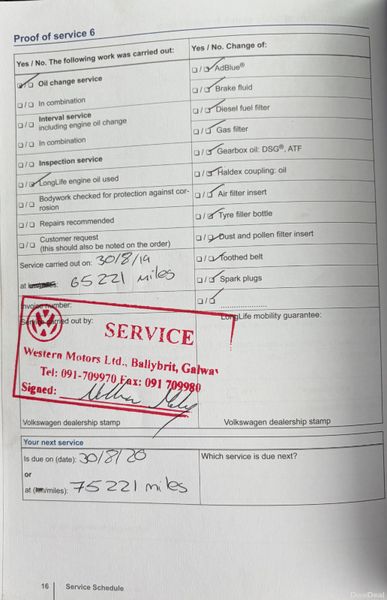 Proof of service 6
Yes / No. The following work was carried out:
Oil change service
In combination
Interval service
including engine oil change
In combination
Inspection service
LongLife engine oil used
Bodywork checked for protection against cor-
rosion
Repairs recommended
Customer request
(this should also be noted on the order)
Service carried out on: 30/8/19
at 65221 miles
Invoice number:
Service carried out by:
SERVICE
Western Motors Ltd., Ballybrit, Galway
Tel: 091-709970 Fax: 091 709980
Signed:
Volkswagen dealership stamp
Yes / No. Change of:
AdBlue®
Brake fluid
Diesel fuel filter
Gas filter
Gearbox oil: DSG®, ATF
Haldex coupling: oil
Air filter insert
Tyre filler bottle
Dust and pollen filter insert
Toothed belt
Spark plugs
LongLife mobility guarantee:
Volkswagen dealership stamp
Your next service
Is due on (date): 30/8/20
or
at (km/miles): 75221 miles
Which service is due next?
16 Service Schedule
DoneDeal